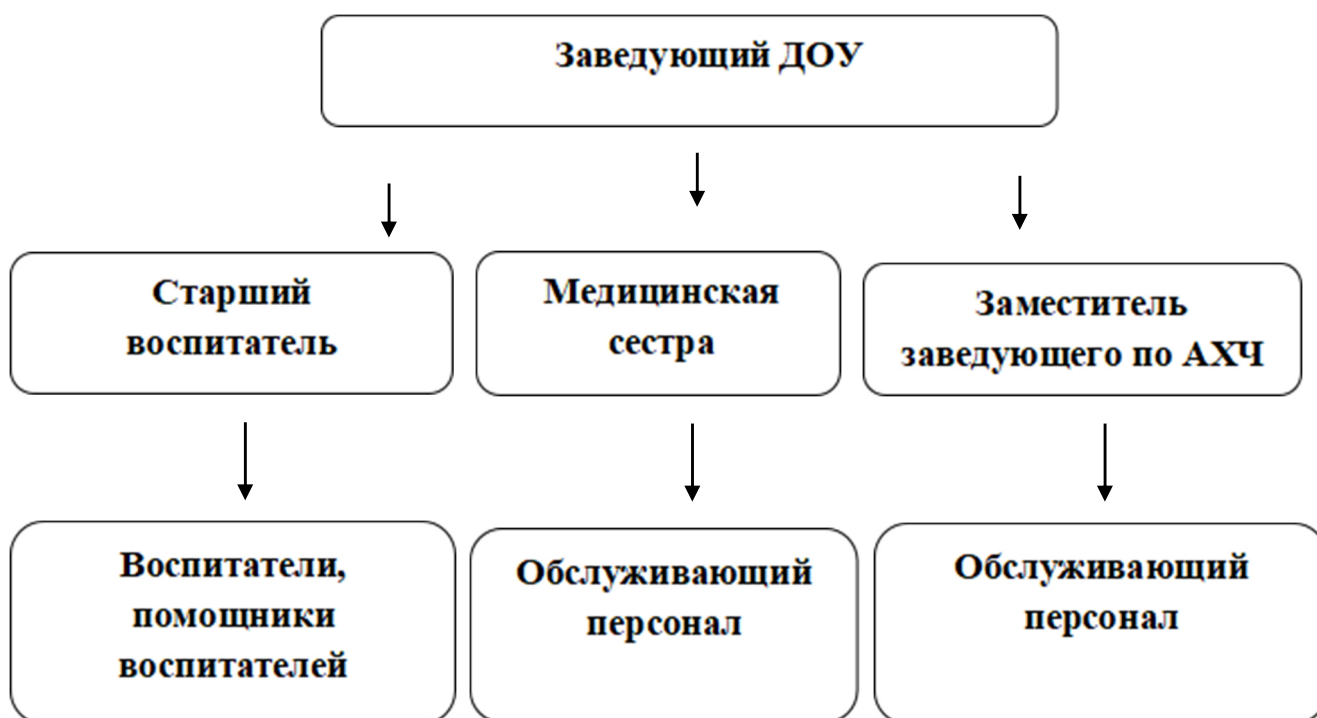 Заведующий ДОУ
Старший
воспитатель
Медицинская
сестра
Заместитель
заведующего по АХЧ
Воспитатели,
помощники
воспитателей
Обслуживающий
персонал
Обслуживающий
персонал